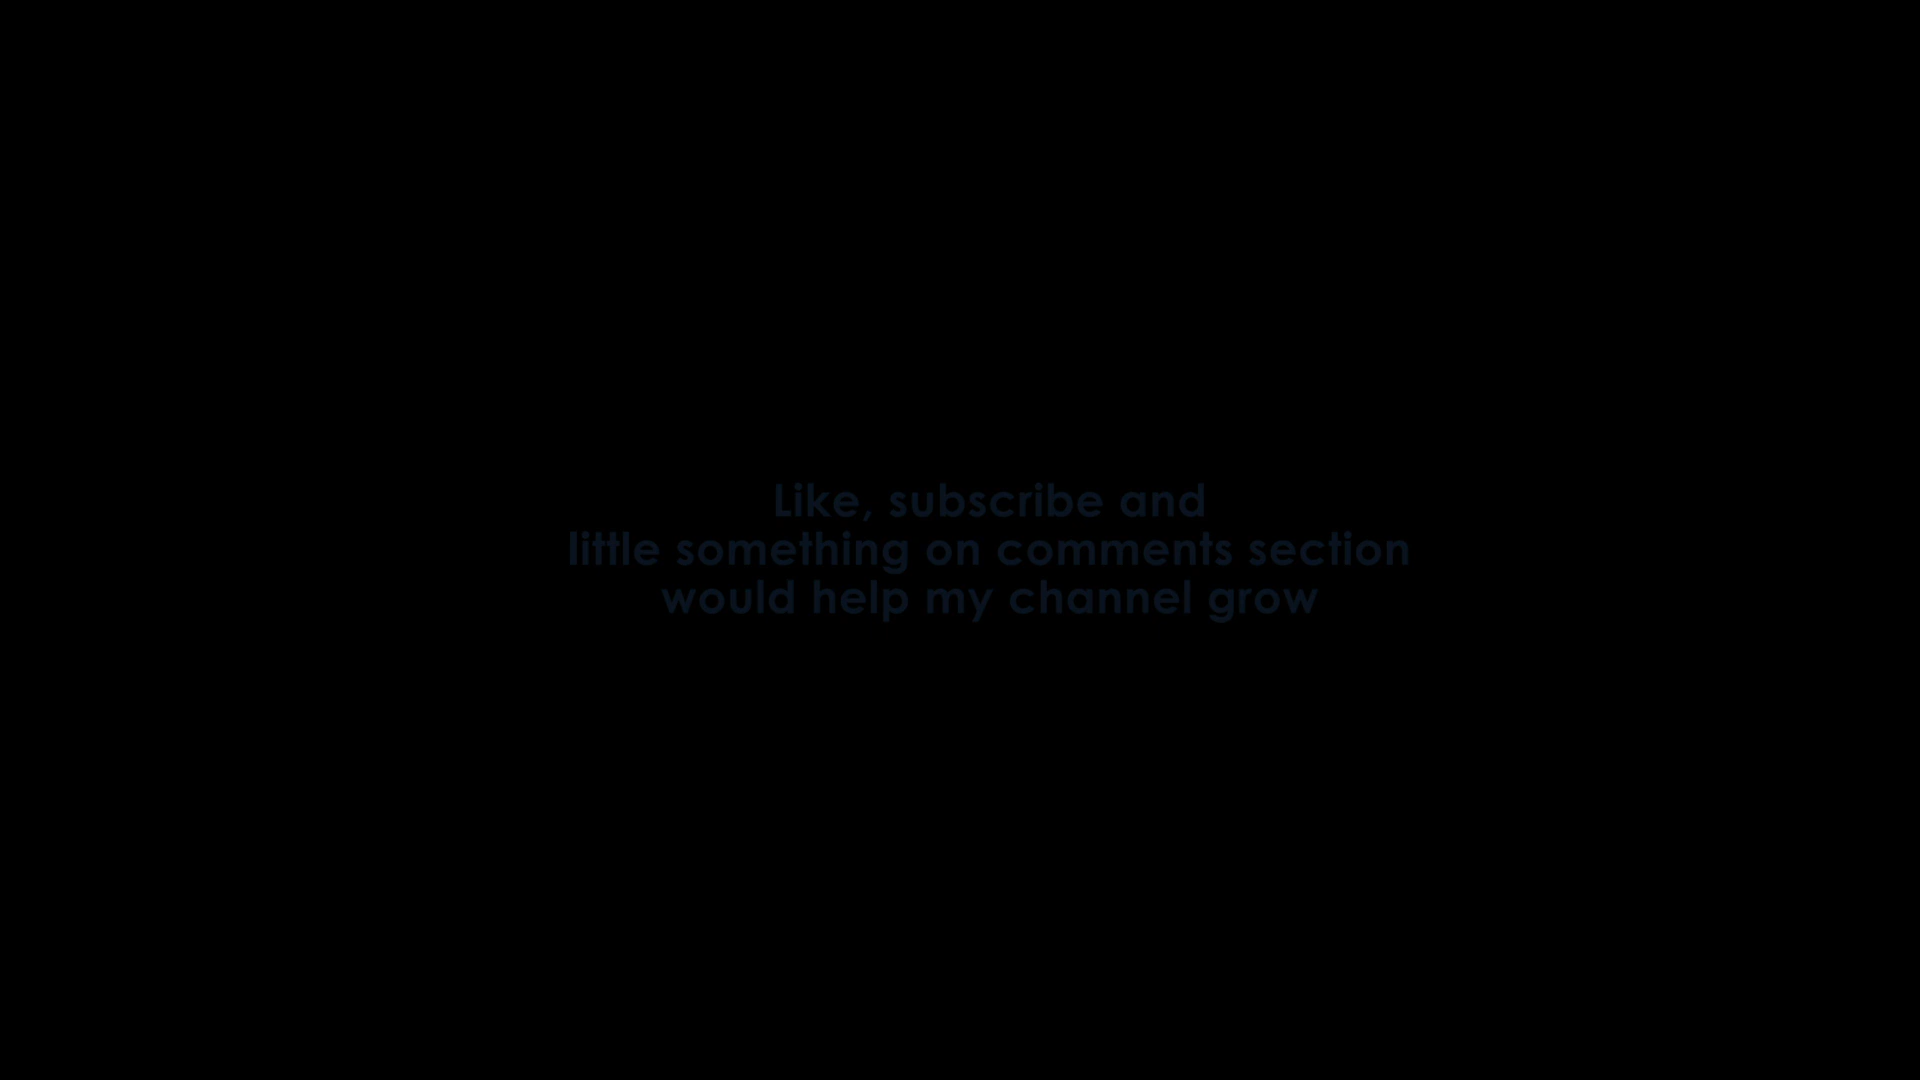 Like, subscribe and
little something on comments section
would help my channel grow